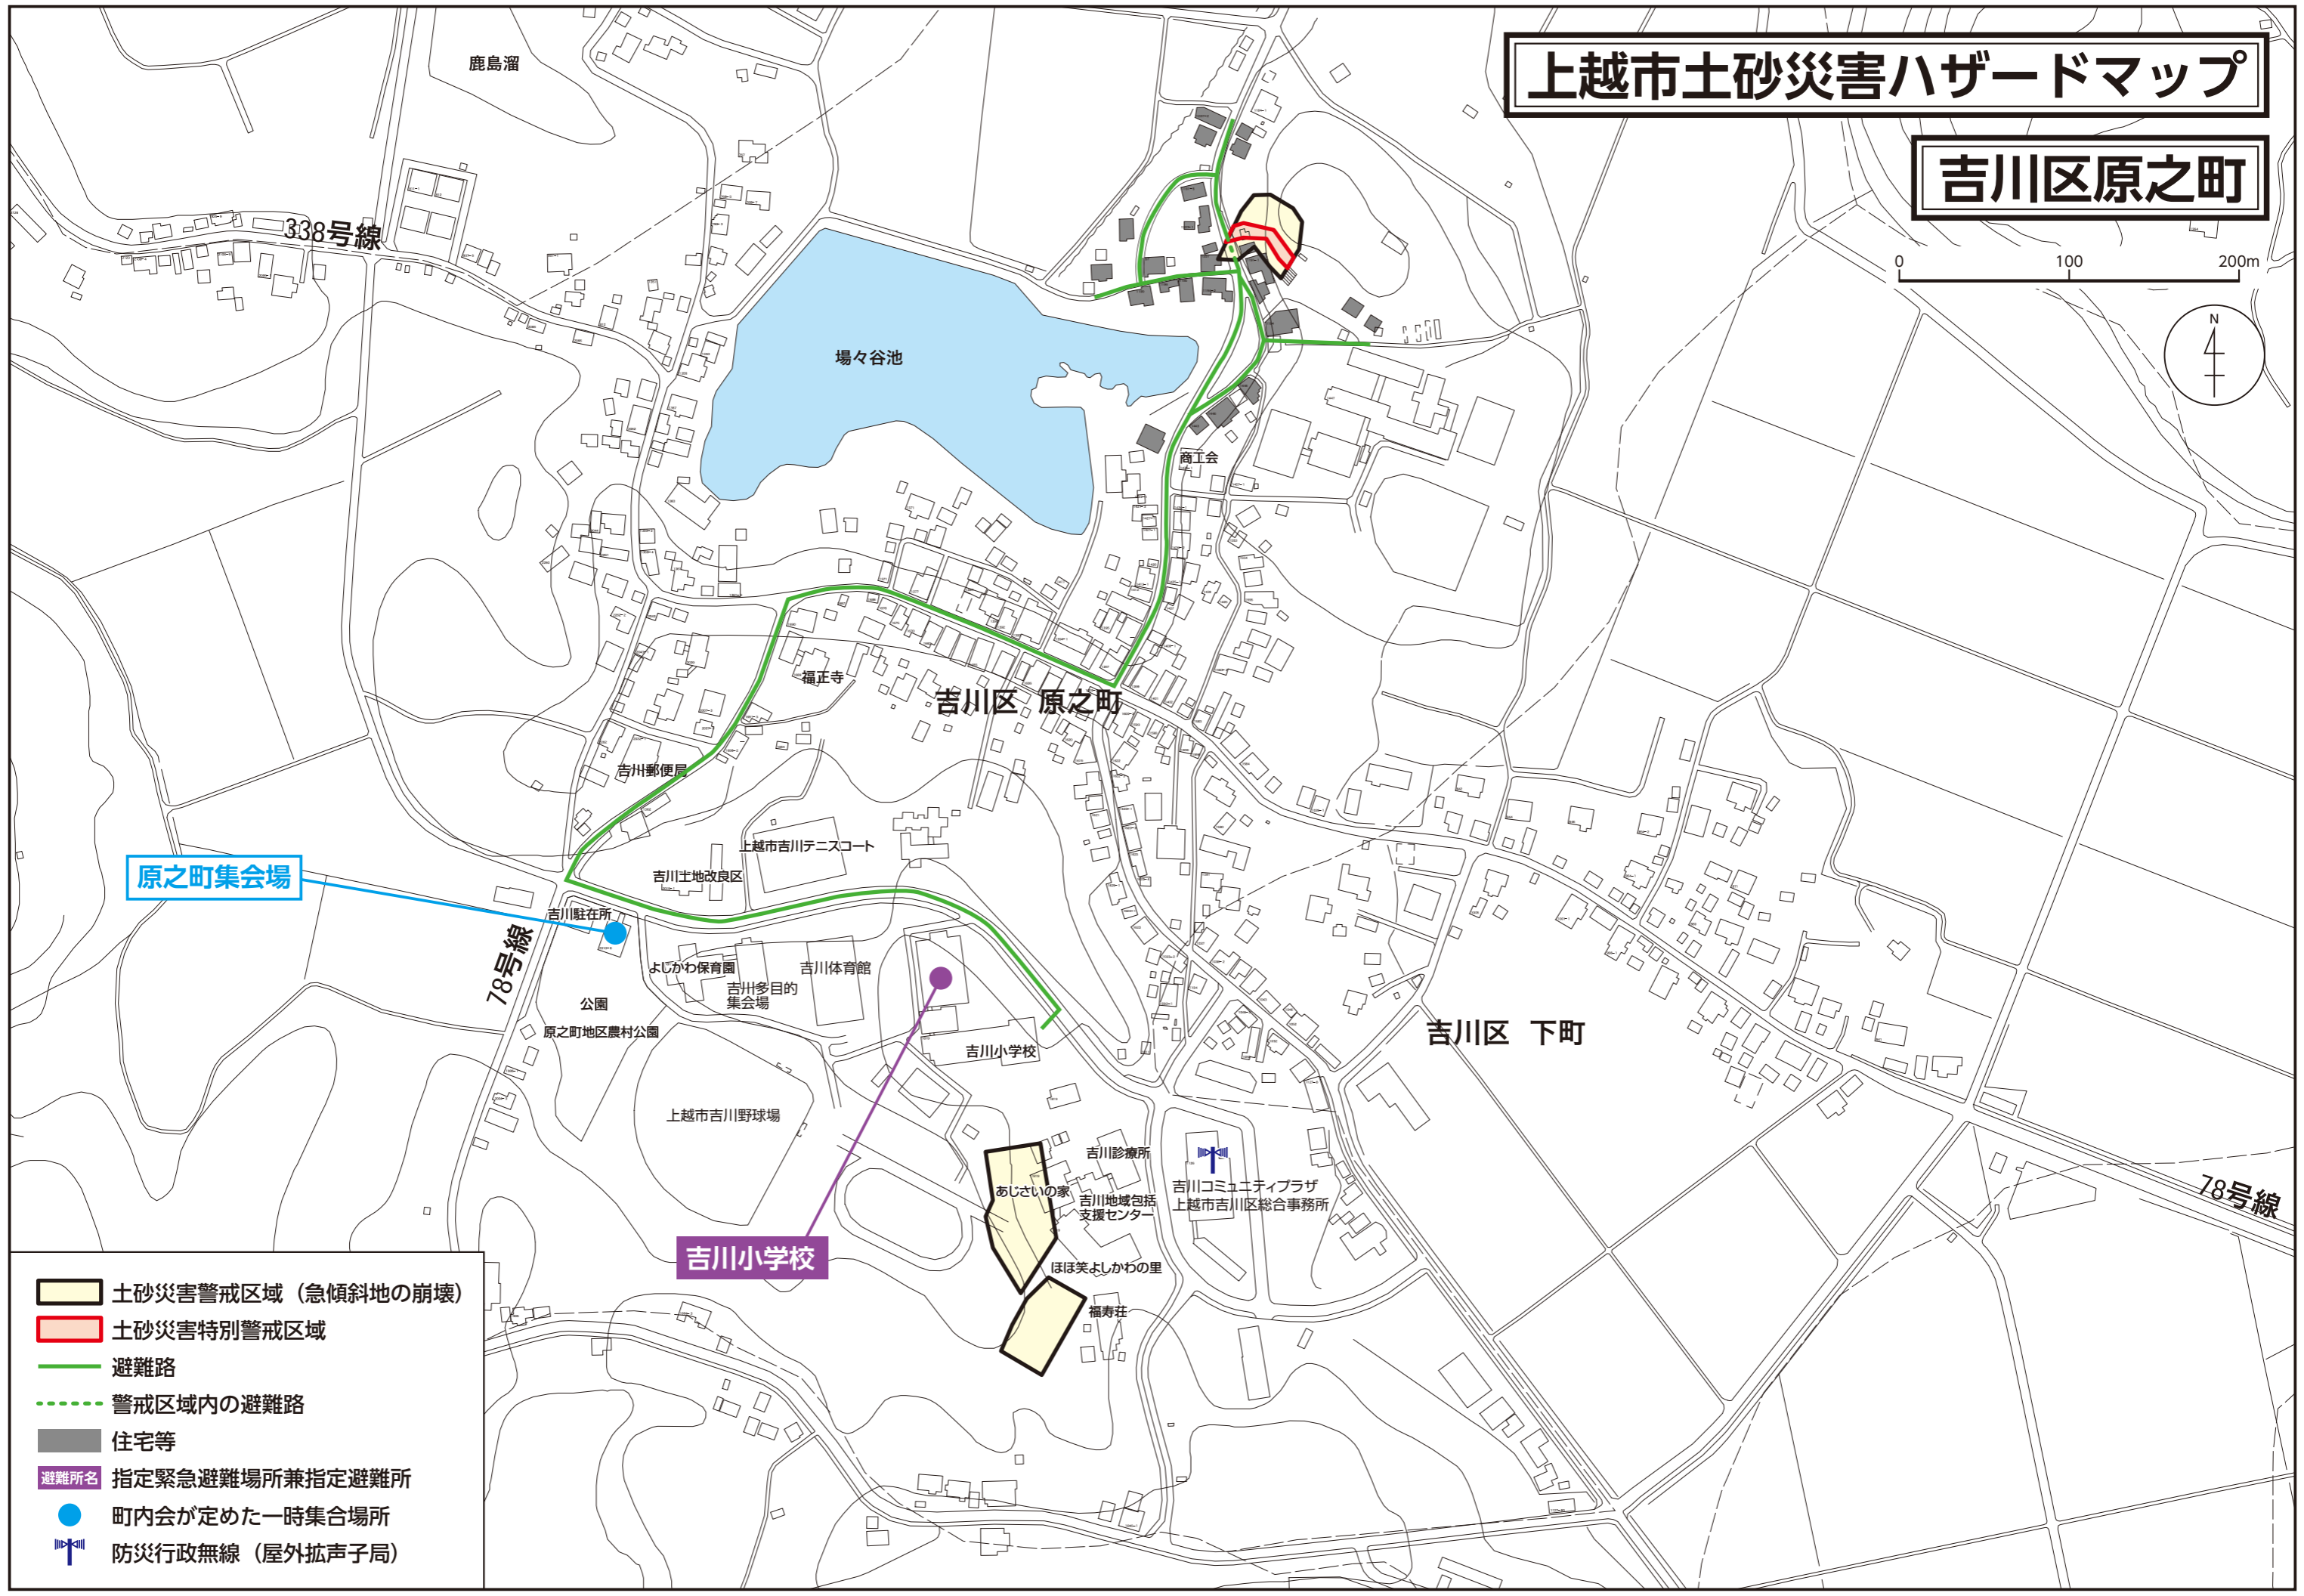 上越市土砂災害ハザードマップ
吉川区原之町
0 100 200m
N
鹿島溜
338号線
場々谷池
商工会
福正寺
吉川区 原之町
吉川郵便局
上越市吉川テニスコート
吉川土地改良区
原之町集会場
吉川駐在所
78号線
よしかわ保育園
吉川体育館
吉川多目的
集会場
公園
原之町地区農村公園
吉川小学校
吉川区 下町
上越市吉川野球場
吉川診療所
あじさいの家
吉川地域包括
支援センター
吉川コミュニティプラザ
上越市吉川区総合事務所
78号線
吉川小学校
ほほ笑よしかわの里
福寿荘
土砂災害警戒区域（急傾斜地の崩壊）
土砂災害特別警戒区域
避難路
警戒区域内の避難路
住宅等
避難所名 指定緊急避難場所兼指定避難所
町内会が定めた一時集合場所
防災行政無線（屋外拡声子局）